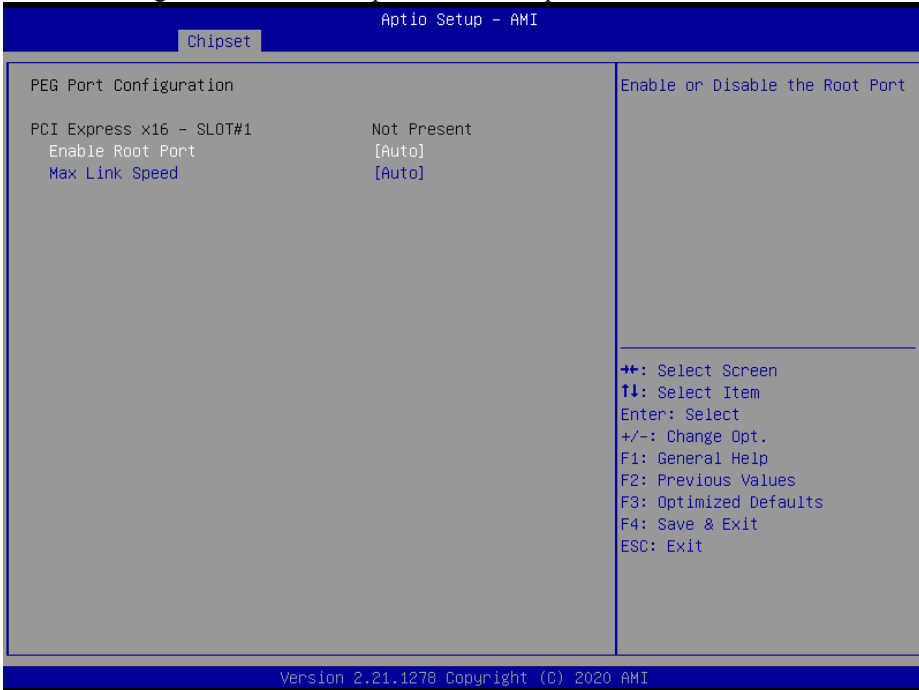 Aptio Setup – AMI
Chipset
PEG Port Configuration
PCI Express x16 – SLOT#1 Not Present
Enable Root Port [Auto]
Max Link Speed [Auto]
Enable or Disable the Root Port
→←: Select Screen
↑↓: Select Item
Enter: Select
+/-: Change Opt.
F1: General Help
F2: Previous Values
F3: Optimized Defaults
F4: Save & Exit
ESC: Exit
Version 2.21.1278 Copyright (C) 2020 AMI